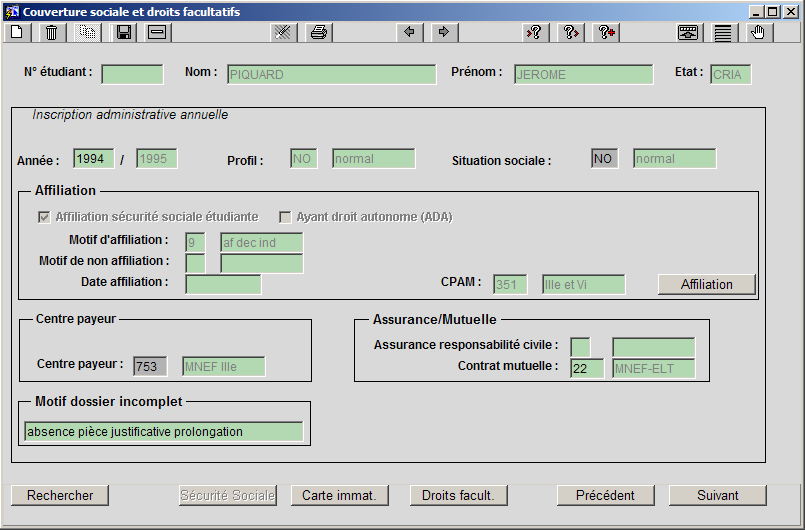 Couverture sociale et droits facultatifs
N° étudiant : Nom : PIQUARD Prénom : JEROME Etat : CRIA
Inscription administrative annuelle
Année : 1994 / 1995 Profil : NO normal Situation sociale : NO normal
Affiliation
Affiliation sécurité sociale étudiante Ayant droit autonome (ADA)
Motif d'affiliation : 9 af dec ind
Motif de non affiliation :
Date affiliation : CPAM : 351 Ille et Vi Affiliation
Centre payeur Assurance/Mutuelle
Assurance responsabilité civile :
Centre payeur : 753 MNEF Ille Contrat mutuelle : 22 MNEF-ELT
Motif dossier incomplet
absence pièce justificative prolongation
Rechercher Sécurité Sociale Carte immat. Droits facult. Précédent Suivant